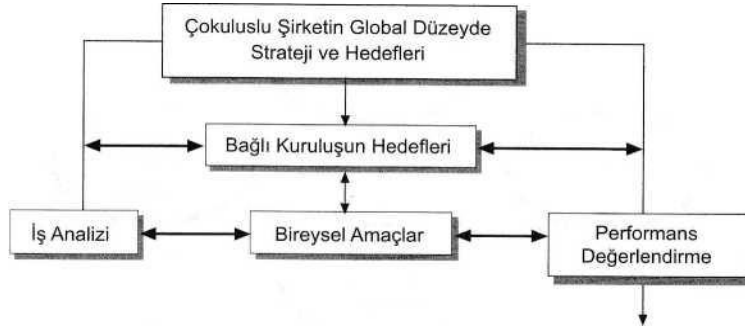 Çokuluslu Şirketin Global Düzeyde
Strateji ve Hedefleri
Bağlı Kuruluşun Hedefleri
İş Analizi
Bireysel Amaçlar
Performans
Değerlendirme